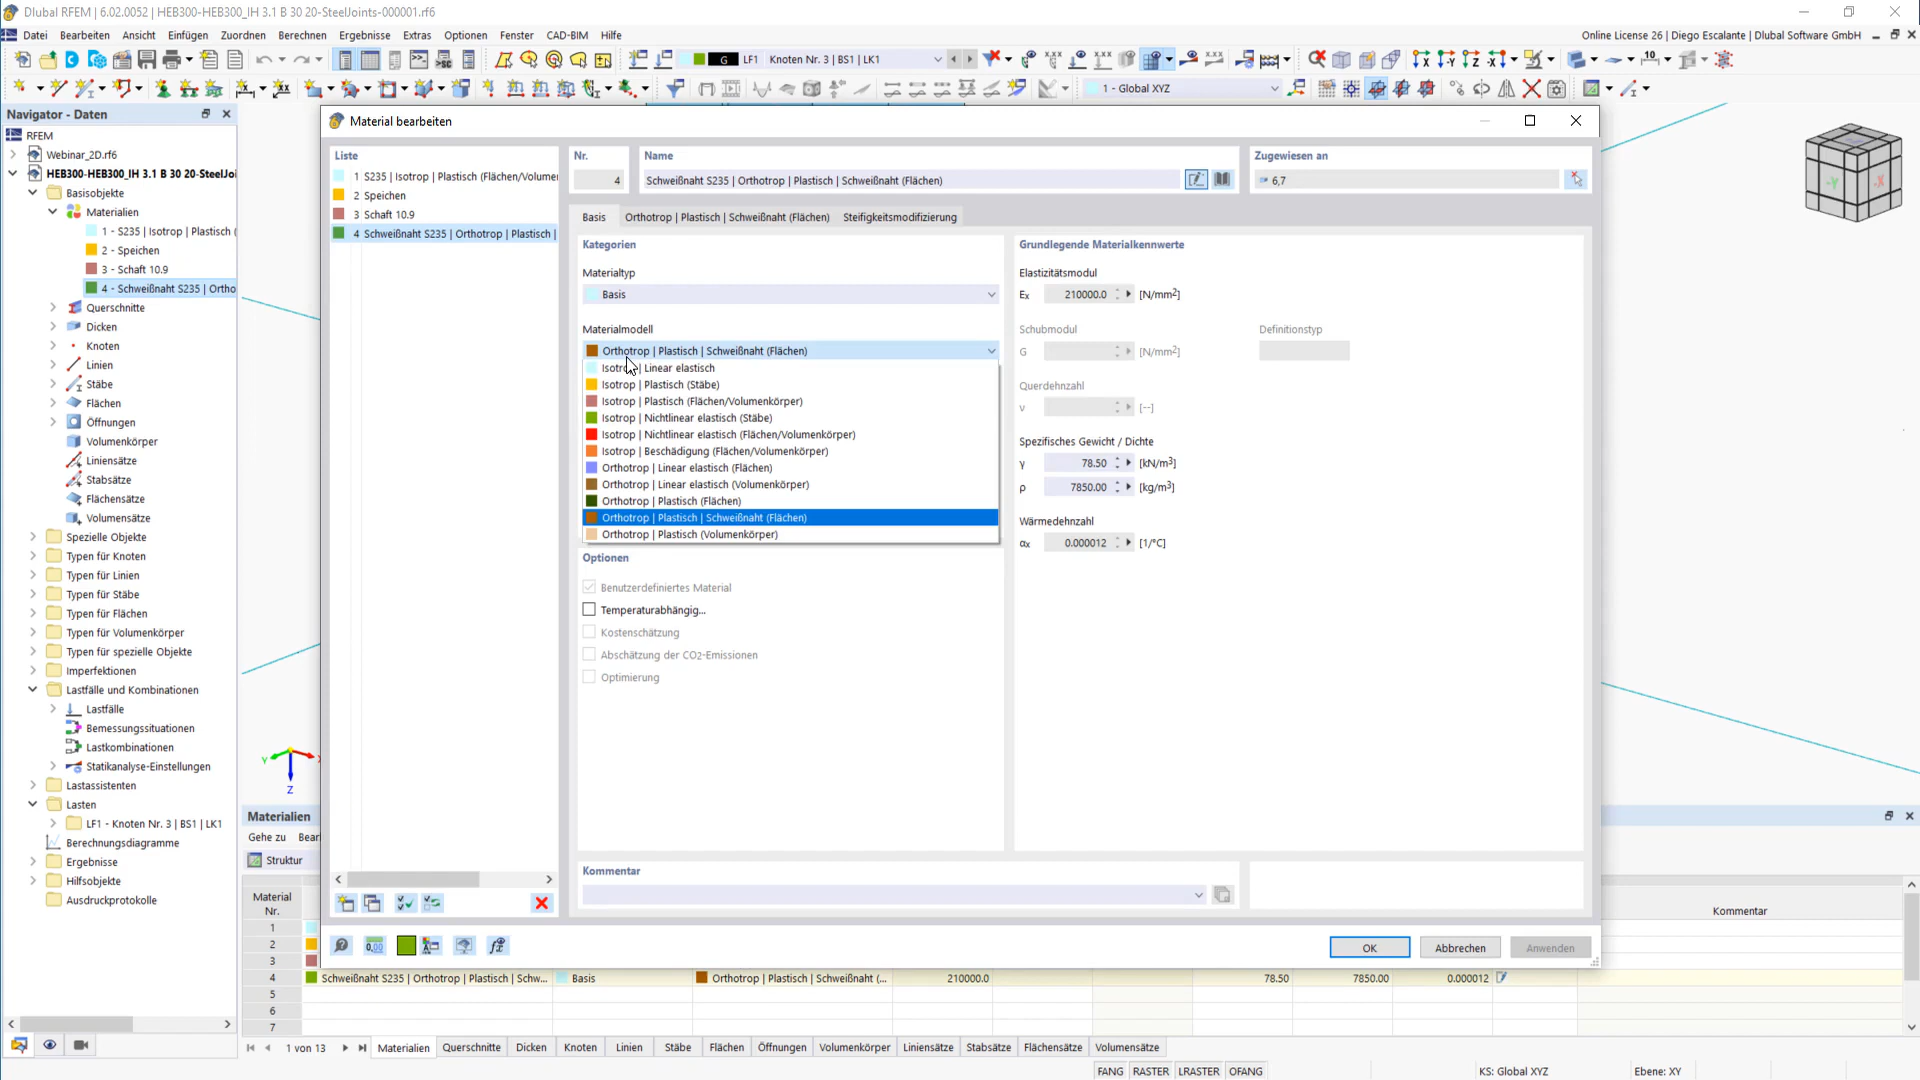 Dlubal RFEM | 6.02.0052 | HEB300-HEB300_IH 3.1 B 30 20-SteelJoints-000001.rf6
Datei Bearbeiten Ansicht Einfügen Zuordnen Berechnen Ergebnisse Extras Optionen Fenster CAD-BIM Hilfe
Online License 26 | Diego Escalante | Dlubal Software GmbH
G LF1 Knoten Nr. 3 | BS1 | LK1
1 - Global XYZ
Navigator - Daten
RFEM
Webinar_2D.rf6
HEB300-HEB300_IH 3.1 B 30 20-SteelJoi
Basisobjekte
Materialien
1 - S235 | Isotrop | Plastisch (
2 - Speichen
3 - Schaft 10.9
4 - Schweißnaht S235 | Ortho
Querschnitte
Dicken
Knoten
Linien
Stäbe
Flächen
Öffnungen
Volumenkörper
Liniensätze
Stabsätze
Flächensätze
Volumensätze
Spezielle Objekte
Typen für Knoten
Typen für Linien
Typen für Stäbe
Typen für Flächen
Typen für Volumenkörper
Typen für spezielle Objekte
Imperfektionen
Lastfälle und Kombinationen
Lastfälle
Bemessungssituationen
Lastkombinationen
Statikanalyse-Einstellungen
Lastassistenten
Lasten
LF1 - Knoten Nr. 3 | BS1 | LK1
Berechnungsdiagramme
Ergebnisse
Hilfsobjekte
Ausdruckprotokolle
Material bearbeiten
Liste
1 S235 | Isotrop | Plastisch (Flächen/Volumer
2 Speichen
3 Schaft 10.9
4 Schweißnaht S235 | Orthotrop | Plastisch |
Nr.
4
Name
Schweißnaht S235 | Orthotrop | Plastisch | Schweißnaht (Flächen)
Zugewiesen an
6,7
Basis Orthotrop | Plastisch | Schweißnaht (Flächen) Steifigkeitsmodifizierung
Kategorien
Materialtyp
Basis
Materialmodell
Orthotrop | Plastisch | Schweißnaht (Flächen)
Isotrop | Linear elastisch
Isotrop | Plastisch (Stäbe)
Isotrop | Plastisch (Flächen/Volumenkörper)
Isotrop | Nichtlinear elastisch (Stäbe)
Isotrop | Nichtlinear elastisch (Flächen/Volumenkörper)
Isotrop | Beschädigung (Flächen/Volumenkörper)
Orthotrop | Linear elastisch (Flächen)
Orthotrop | Linear elastisch (Volumenkörper)
Orthotrop | Plastisch (Flächen)
Orthotrop | Plastisch | Schweißnaht (Flächen)
Orthotrop | Plastisch (Volumenkörper)
Optionen
Benutzerdefiniertes Material
Temperaturabhängig...
Kostenschätzung
Abschätzung der CO2-Emissionen
Optimierung
Grundlegende Materialkennwerte
Elastizitätsmodul
Ex 210000.0 [N/mm2]
Schubmodul Definitionstyp
G [N/mm2]
Querdehnzahl
ν [--]
Spezifisches Gewicht / Dichte
γ 78.50 [kN/m3]
ρ 7850.00 [kg/m3]
Wärmedehnzahl
αx 0.000012 [1/°C]
Kommentar
OK Abbrechen Anwenden
-Y -X
Y Z
Materialien
Gehe zu Bear
Struktur
Material
Nr.
Kommentar
1
2
3
4 Schweißnaht S235 | Orthotrop | Plastisch | Schw... Basis Orthotrop | Plastisch | Schweißnaht (... 210000.0 78.50 7850.00 0.000012
5
6
7
1 von 13 Materialien Querschnitte Dicken Knoten Linien Stäbe Flächen Öffnungen Volumenkörper Liniensätze Stabsätze Flächensätze Volumensätze
FANG RASTER LRASTER OFANG KS: Global XYZ Ebene: XY